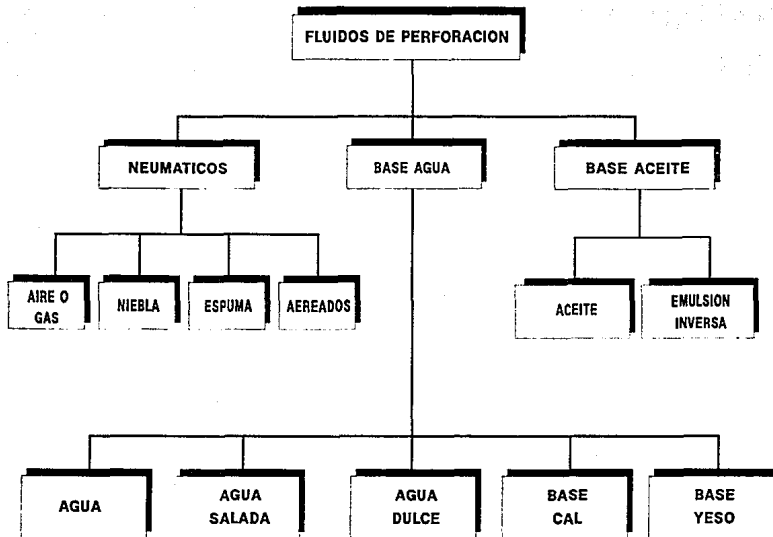 FLUIDOS DE PERFORACION
NEUMATICOS
BASE AGUA
BASE ACEITE
AIRE O
GAS
NIEBLA
ESPUMA
AEREADOS
ACEITE
EMULSION
INVERSA
AGUA
AGUA
SALADA
AGUA
DULCE
BASE
CAL
BASE
YESO